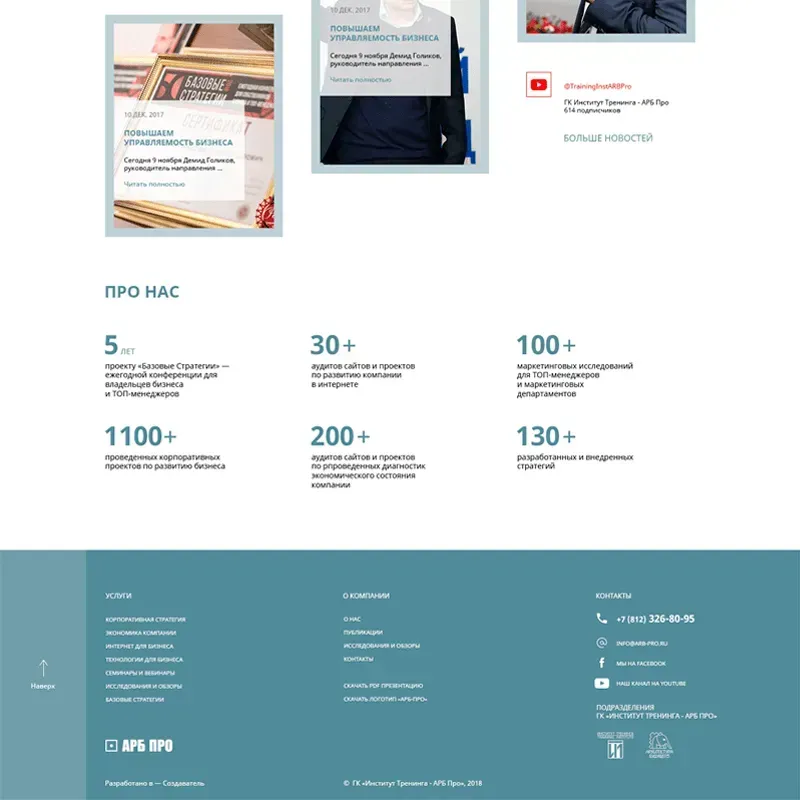 БАЗОВЫЕ
СТРАТЕГИИ
СЕРТИФИКАТ
10 ДЕК. 2017
ПОВЫШАЕМ
УПРАВЛЯЕМОСТЬ БИЗНЕСА
Сегодня 9 ноября Демид Голиков,
руководитель направления ...
Читать полностью
10 ДЕК. 2017
ПОВЫШАЕМ
УПРАВЛЯЕМОСТЬ БИЗНЕСА
Сегодня 9 ноября Демид Голиков,
руководитель направления ...
Читать полностью
@TrainingInstARBPro
ГК Институт Тренинга - АРБ Про
614 подписчиков
БОЛЬШЕ НОВОСТЕЙ
ПРО НАС
5 ЛЕТ
проекту «Базовые Стратегии» —
ежегодной конференции для
владельцев бизнеса
и ТОП-менеджеров
30+
аудитов сайтов и проектов
по развитию компании
в интернете
100+
маркетинговых исследований
для ТОП-менеджеров
и маркетинговых
департаментов
1100+
проведенных корпоративных
проектов по развитию бизнеса
200+
аудитов сайтов и проектов
по рпроведенных диагностик
экономического состояния
компании
130+
разработанных и внедренных
стратегий
Наверх
УСЛУГИ
КОРПОРАТИВНАЯ СТРАТЕГИЯ
ЭКОНОМИКА КОМПАНИИ
ИНТЕРНЕТ ДЛЯ БИЗНЕСА
ТЕХНОЛОГИИ ДЛЯ БИЗНЕСА
СЕМИНАРЫ И ВЕБИНАРЫ
ИССЛЕДОВАНИЯ И ОБЗОРЫ
БАЗОВЫЕ СТРАТЕГИИ
АРБ ПРО
Разработано в — Создаватель
О КОМПАНИИ
О НАС
ПУБЛИКАЦИИ
ИССЛЕДОВАНИЯ И ОБЗОРЫ
КОНТАКТЫ
СКАЧАТЬ PDF ПРЕЗЕНТАЦИЮ
СКАЧАТЬ ЛОГОТИП «АРБ-ПРО»
© ГК «Институт Тренинга - АРБ Про», 2018
КОНТАКТЫ
+7 (812) 326-80-95
INFO@ARB-PRO.RU
МЫ НА FACEBOOK
НАШ КАНАЛ НА YOUTUBE
ПОДРАЗДЕЛЕНИЯ
ГК «ИНСТИТУТ ТРЕНИНГА - АРБ ПРО»